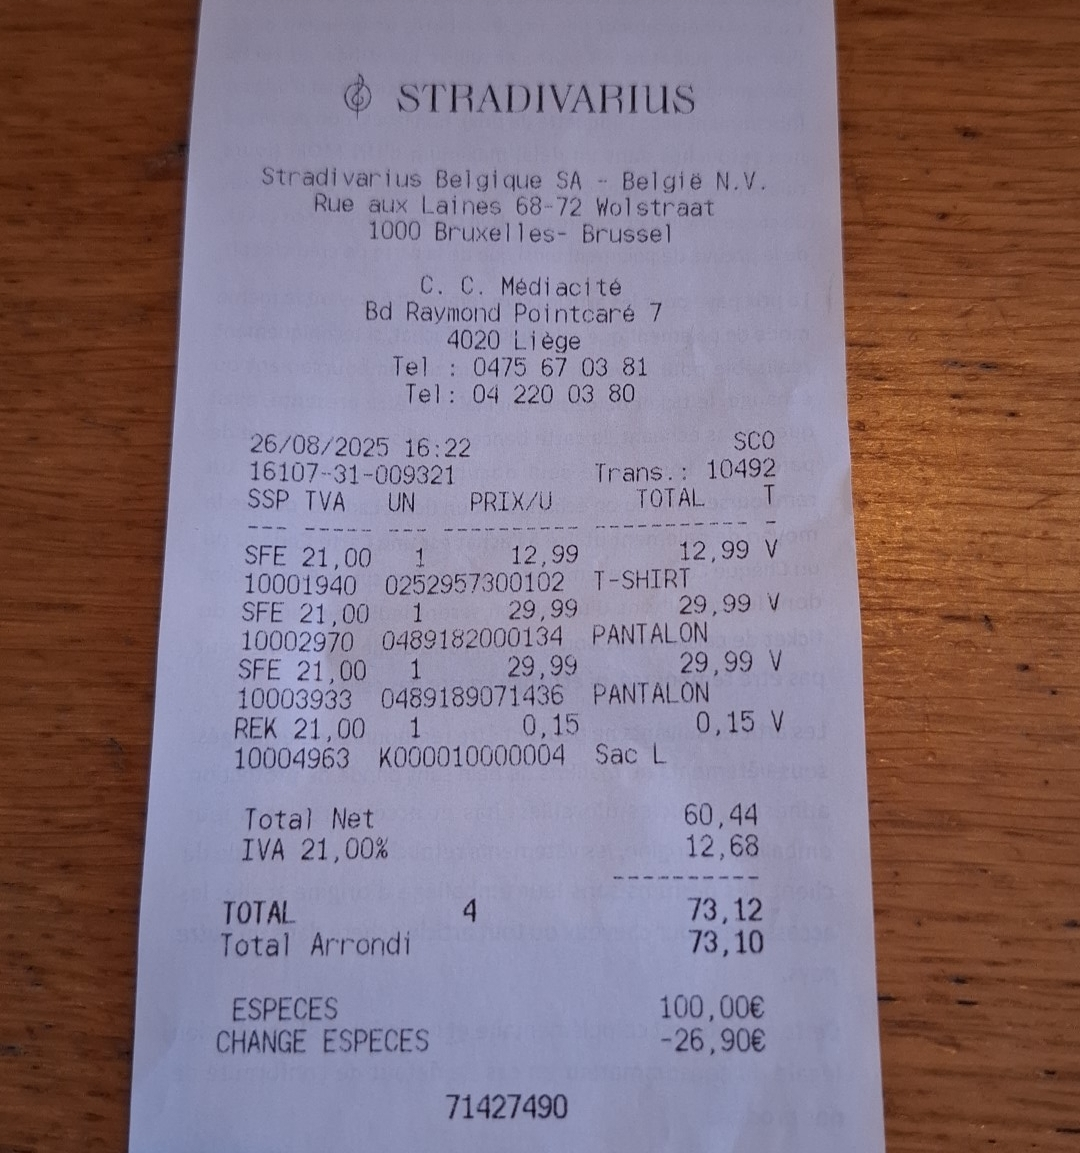 STRADIVARIUS
Stradivarius Belgique SA - België N.V.
Rue aux Laines 68-72 Wolstraat
1000 Bruxelles- Brussel
C. C. Médiacité
Bd Raymond Pointcaré 7
4020 Liège
Tel : 0475 67 03 81
Tel: 04 220 03 80
26/08/2025 16:22 SCO
16107-31-009321 Trans.: 10492
SSP TVA UN PRIX/U TOTAL T
--- ---- --- ---------- ----------- -
SFE 21,00 1 12,99 12,99 V
10001940 0252957300102 T-SHIRT
SFE 21,00 1 29,99 29,99 V
10002970 0489182000134 PANTALON
SFE 21,00 1 29,99 29,99 V
10003933 0489189071436 PANTALON
REK 21,00 1 0,15 0,15 V
10004963 K000010000004 Sac L
Total Net 60,44
IVA 21,00% 12,68
----------
TOTAL 4 73,12
Total Arrondi 73,10
ESPECES 100,00€
CHANGE ESPECES -26,90€
71427490